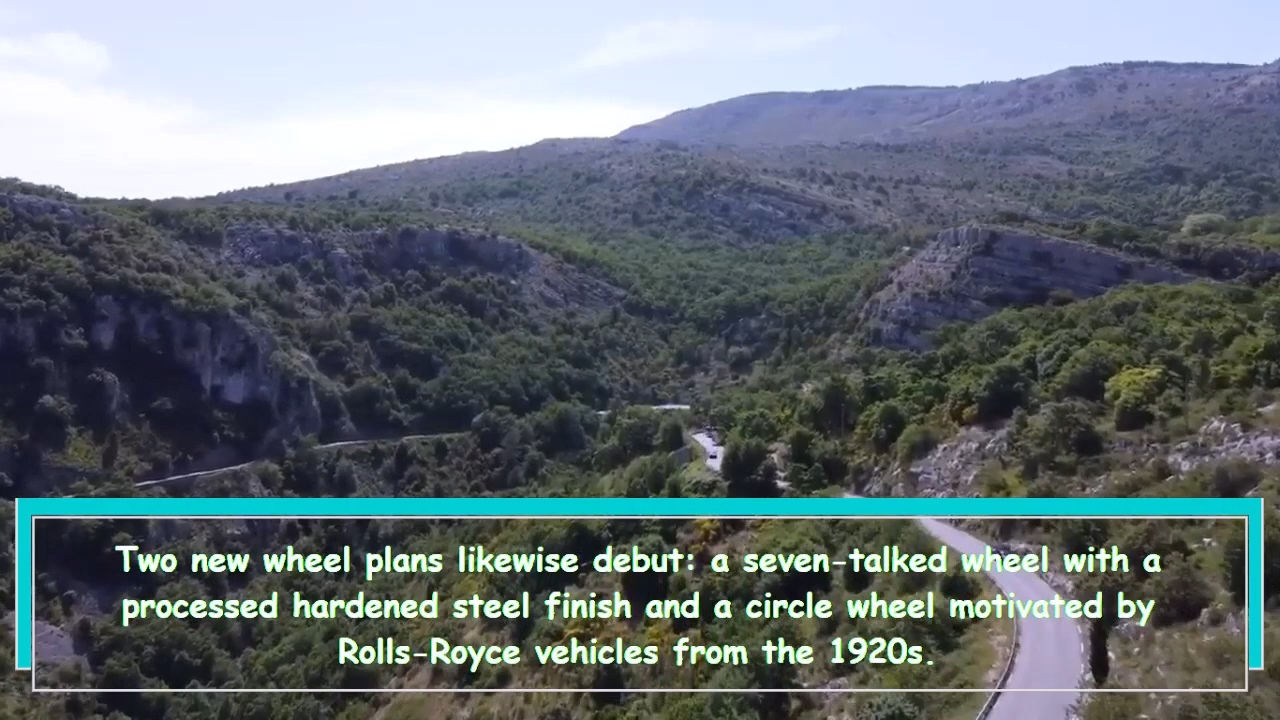 Two new wheel plans likewise debut: a seven-talked wheel with a
processed hardened steel finish and a circle wheel motivated by
Rolls-Royce vehicles from the 1920s.